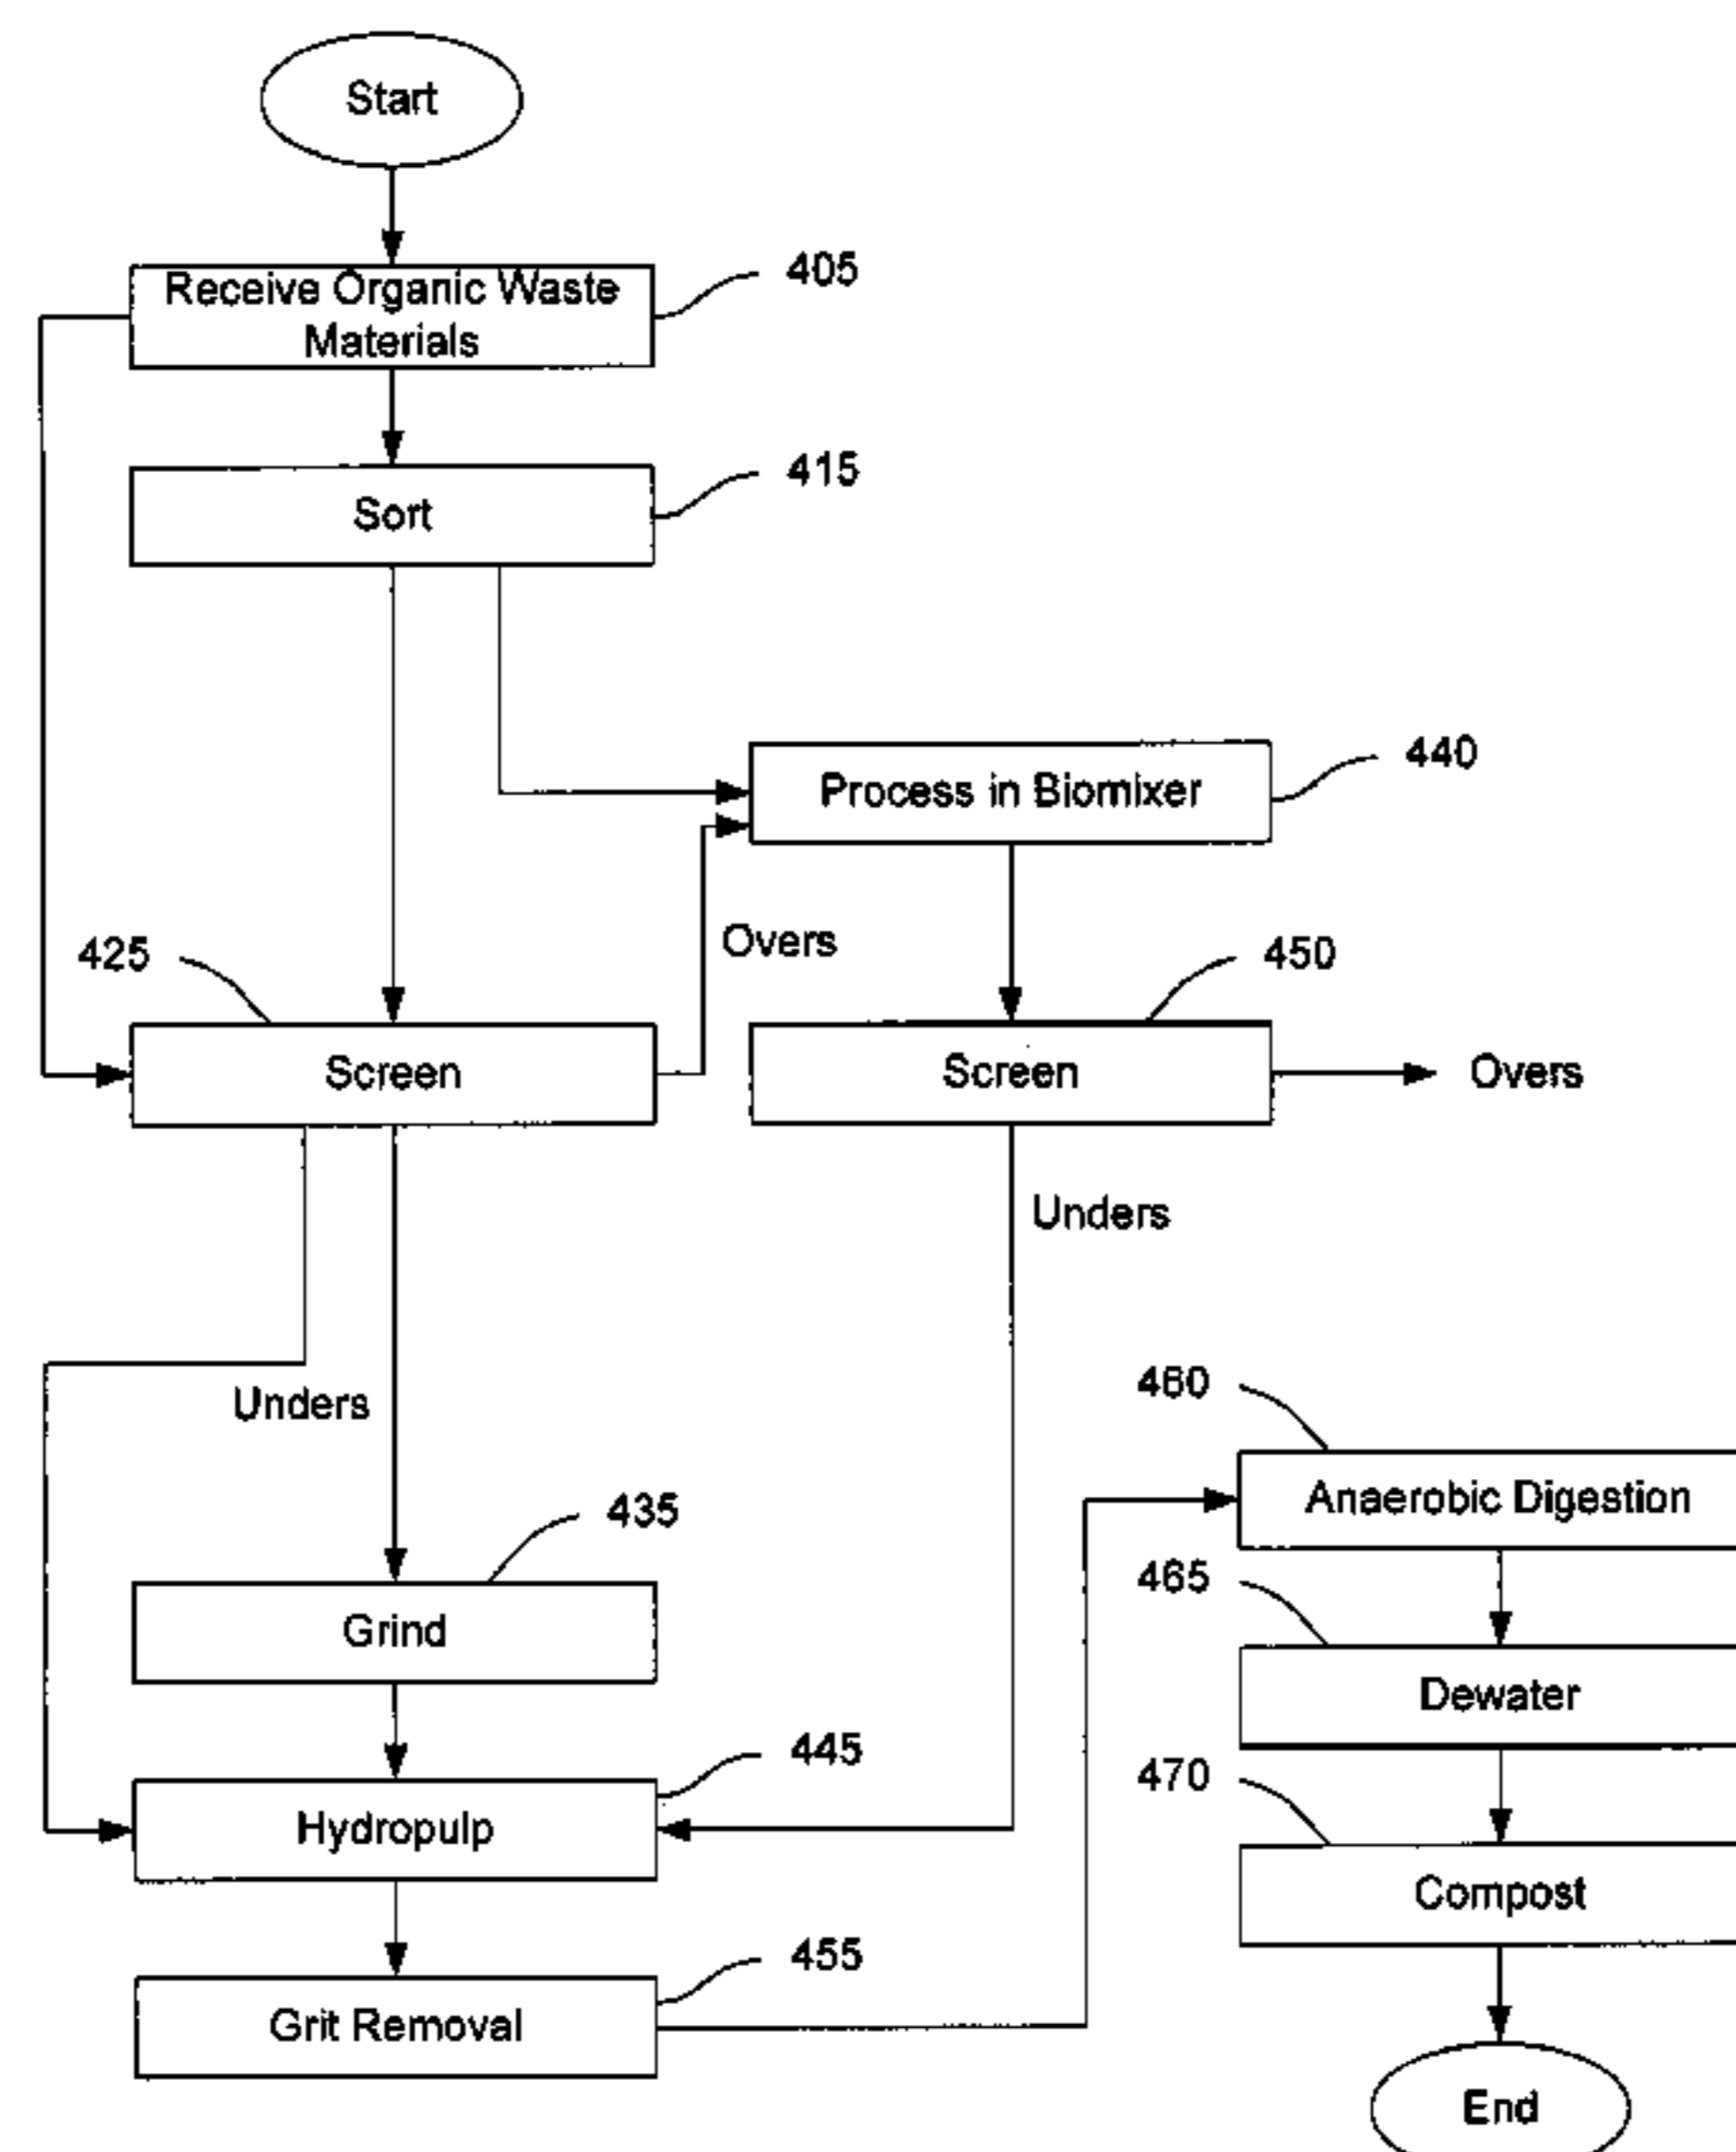 Start
Receive Organic Waste
Materials
405
Sort
415
Process in Biomixer
440
Overs
425
Screen
450
Screen
Overs
Unders
Unders
460
Anaerobic Digestion
435
Grind
465
Dewater
445
Hydropulp
470
Compost
455
Grit Removal
End